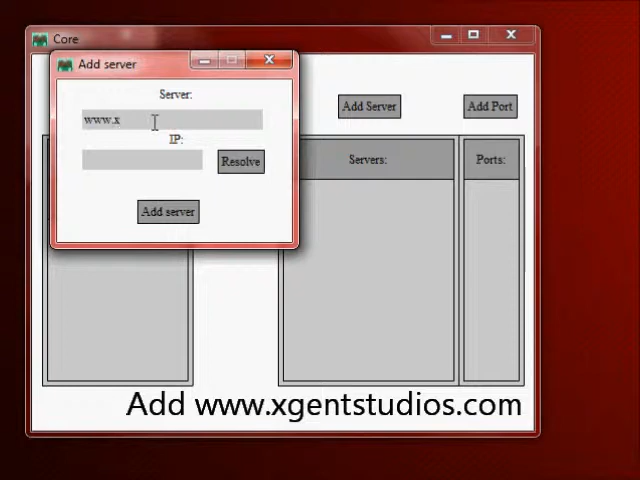 Core
Add server
Server:
www.x
IP:
Resolve
Add server
Add Server
Add Port
Servers:
Ports:
Add www.xgentstudios.com